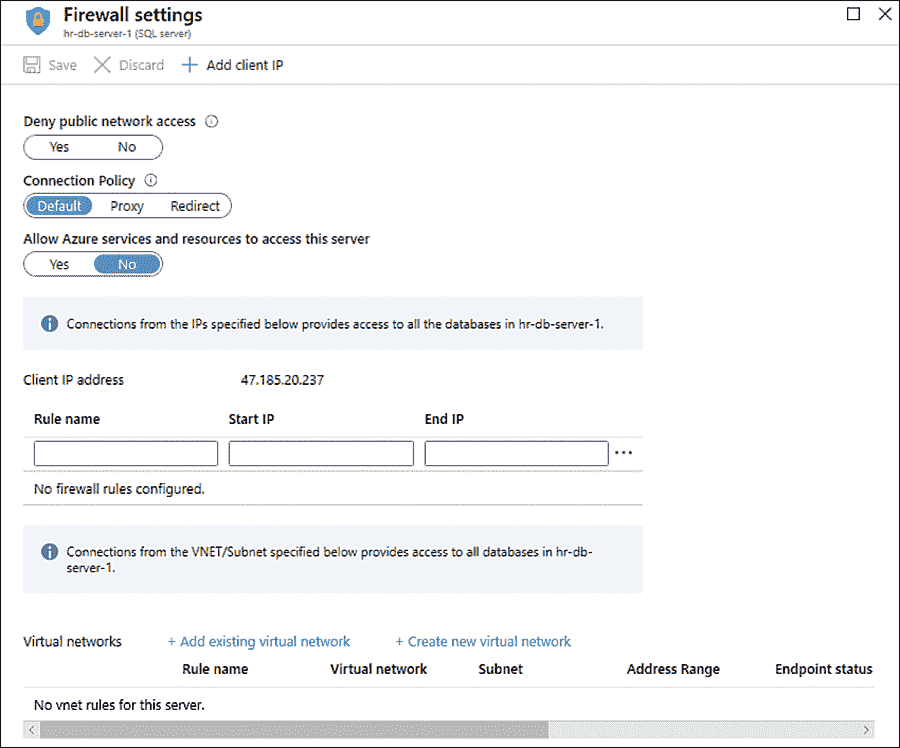 Firewall settings
hr-db-server-1 (SQL server)
Save Discard + Add client IP
Deny public network access
Yes No
Connection Policy
Default Proxy Redirect
Allow Azure services and resources to access this server
Yes No
Connections from the IPs specified below provides access to all the databases in hr-db-server-1.
Client IP address 47.185.20.237
Rule name Start IP End IP
No firewall rules configured.
Connections from the VNET/Subnet specified below provides access to all databases in hr-db-
server-1.
Virtual networks + Add existing virtual network + Create new virtual network
Rule name Virtual network Subnet Address Range Endpoint status
No vnet rules for this server.